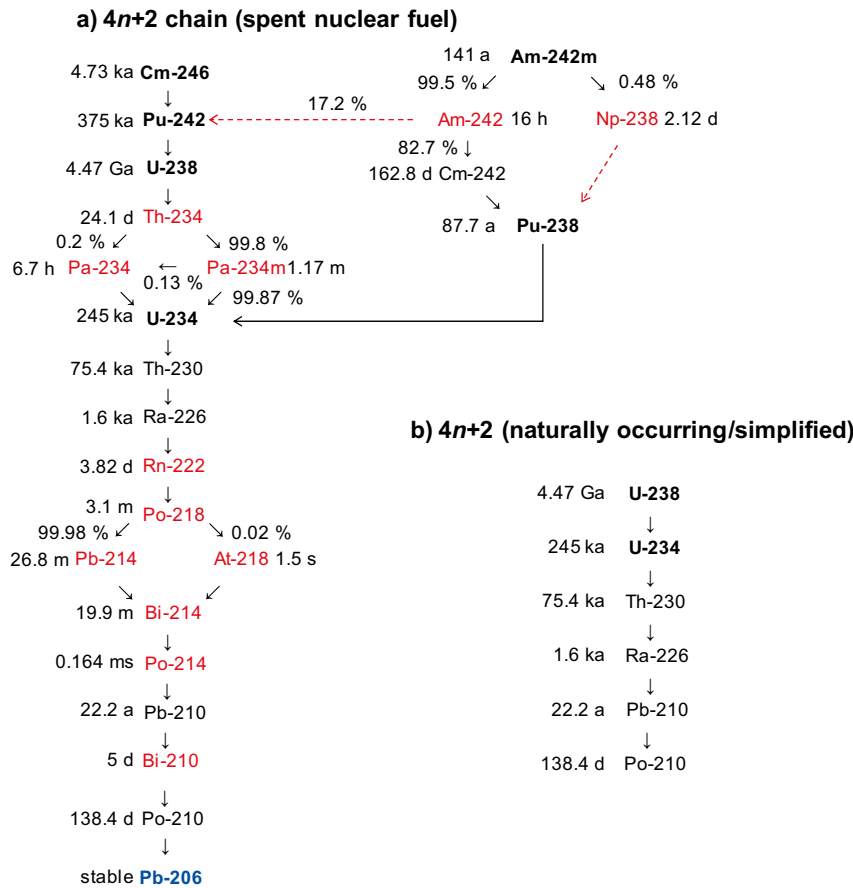 a) 4n+2 chain (spent nuclear fuel)
141 a Am-242m
4.73 ka Cm-246
99.5 % ↙ ↘ 0.48 %
↓
17.2 %
375 ka Pu-242
Am-242 16 h
Np-238 2.12 d
↓
82.7 % ↓
4.47 Ga U-238
162.8 d Cm-242
↓
↘
24.1 d Th-234
87.7 a Pu-238
0.2 % ↙ ↘ 99.8 %
6.7 h Pa-234 ← Pa-234m 1.17 m
0.13 %
↘ ↙ 99.87 %
245 ka U-234
↓
75.4 ka Th-230
↓
1.6 ka Ra-226
↓
3.82 d Rn-222
↓
3.1 m Po-218
99.98 % ↙ ↘ 0.02 %
26.8 m Pb-214 At-218 1.5 s
↘ ↙
19.9 m Bi-214
↓
0.164 ms Po-214
↓
22.2 a Pb-210
↓
5 d Bi-210
↓
138.4 d Po-210
↓
stable Pb-206
b) 4n+2 (naturally occurring/simplified)
4.47 Ga U-238
↓
245 ka U-234
↓
75.4 ka Th-230
↓
1.6 ka Ra-226
↓
22.2 a Pb-210
↓
138.4 d Po-210